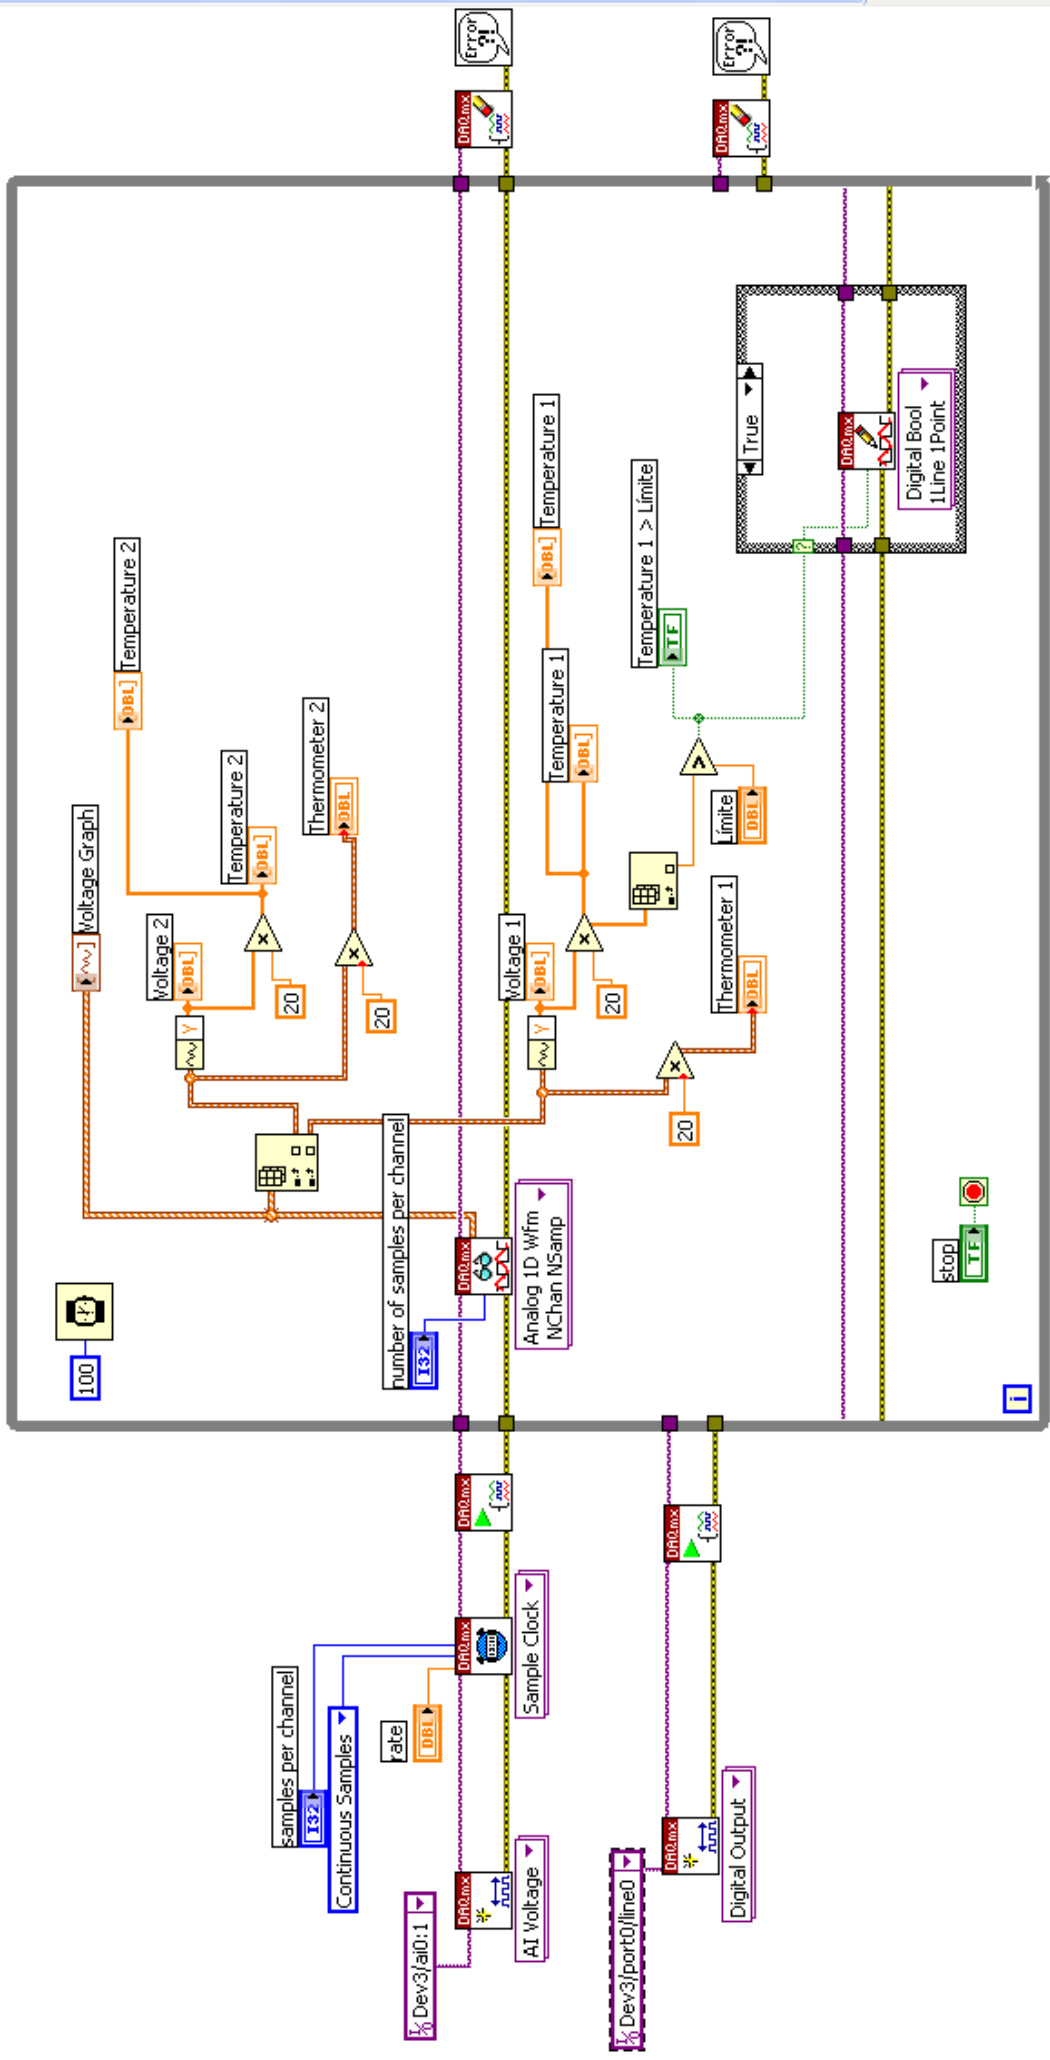 samples per channel
I32
Continuous Samples
rate
DBL
Dev3/ai0:1
DAQmx
AI Voltage
DAQmx
Sample Clock
DAQmx
Dev3/port0/line0
DAQmx
Digital Output
DAQmx
100
Voltage Graph
Temperature 2
DBL
Voltage 2
DBL
Y
Temperature 2
DBL
20
x
Thermometer 2
DBL
20
x
number of samples per channel
I32
DAQmx
Analog 1D Wfm
NChan NSamp
Voltage 1
DBL
Y
Temperature 1
DBL
Temperature 1
DBL
20
x
20
x
Thermometer 1
DBL
Temperature 1 > Límite
TF
>
Límite
DBL
True
?
DAQmx
Digital Bool
1Line 1Point
stop
TF
i
DAQmx
Error
?!
DAQmx
Error
?!